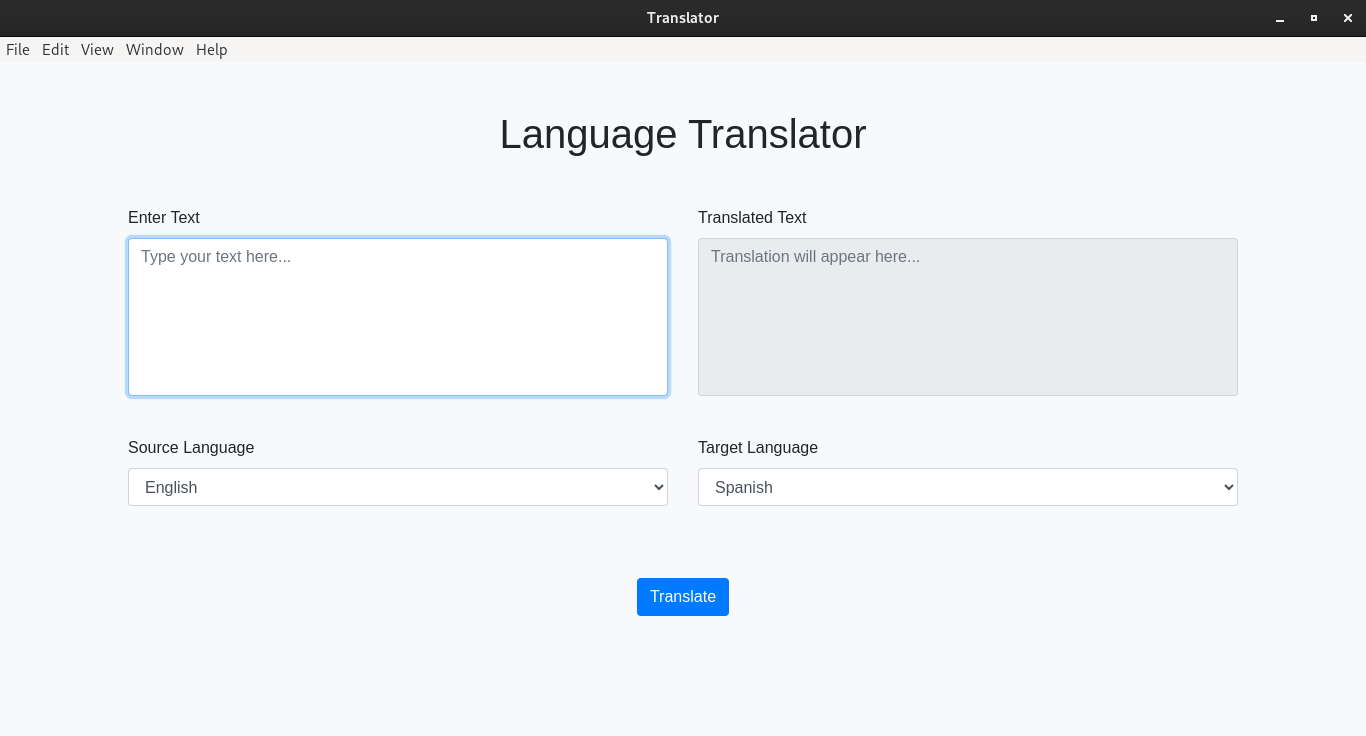 Translator
File Edit View Window Help
Language Translator
Enter Text
Type your text here...
Translated Text
Translation will appear here...
Source Language
English
Target Language
Spanish
Translate